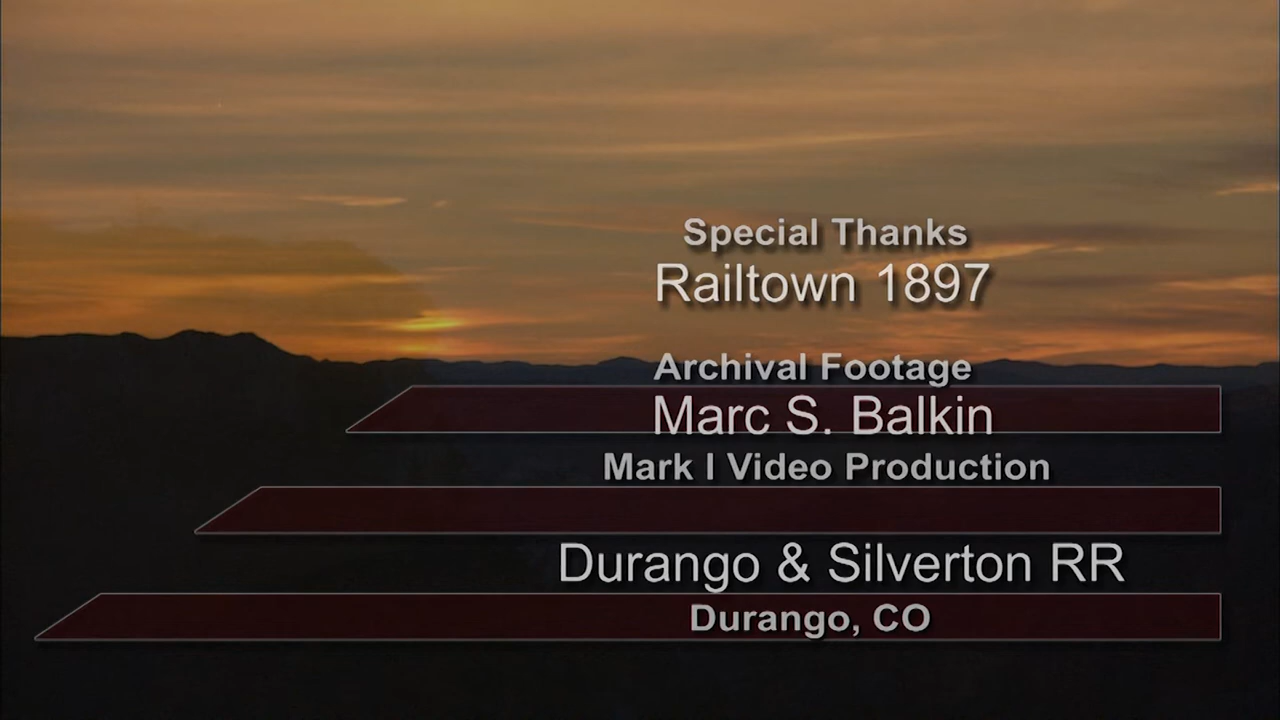 Special Thanks
Railtown 1897
Archival Footage
Marc S. Balkin
Mark I Video Production
Durango & Silverton RR
Durango, CO